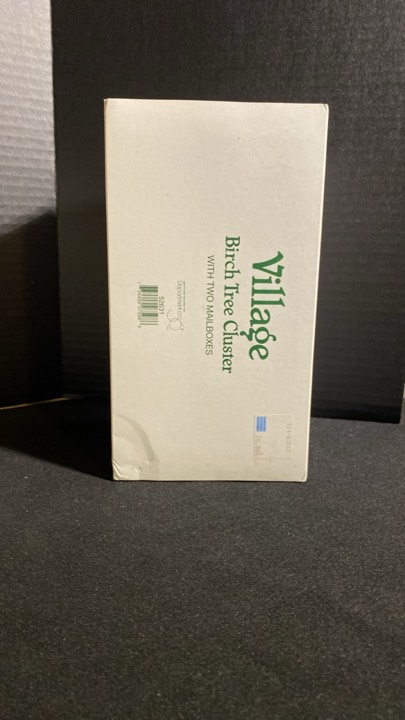 Village
Birch Tree Cluster
WITH TWO MAILBOXES
Department 56
52631